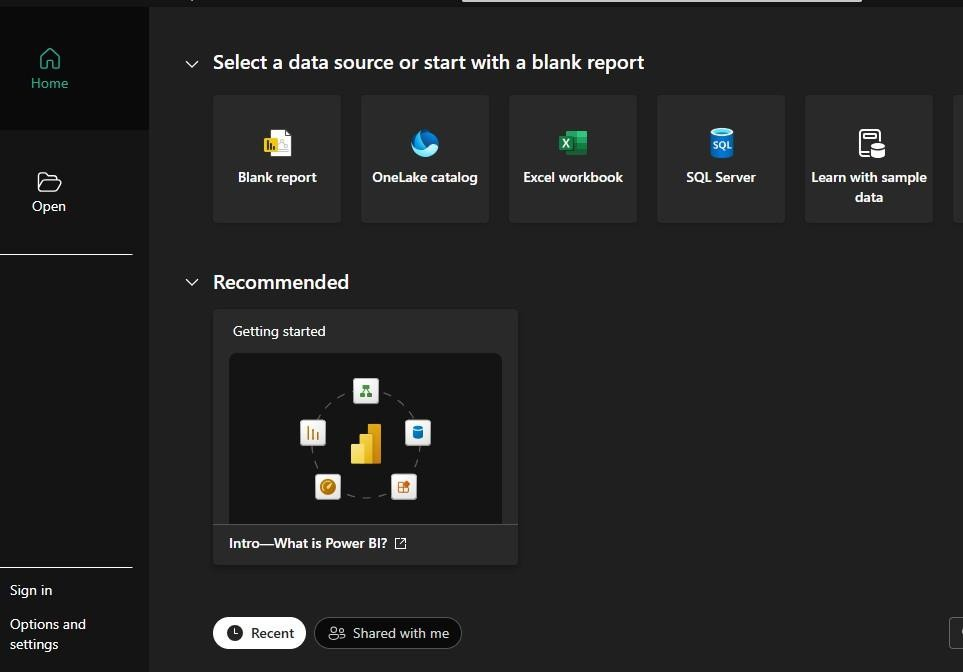 Home
Open
Sign in
Options and
settings
Select a data source or start with a blank report
Blank report
OneLake catalog
Excel workbook
SQL
SQL Server
Learn with sample
data
Recommended
Getting started
Intro—What is Power BI?
Recent
Shared with me